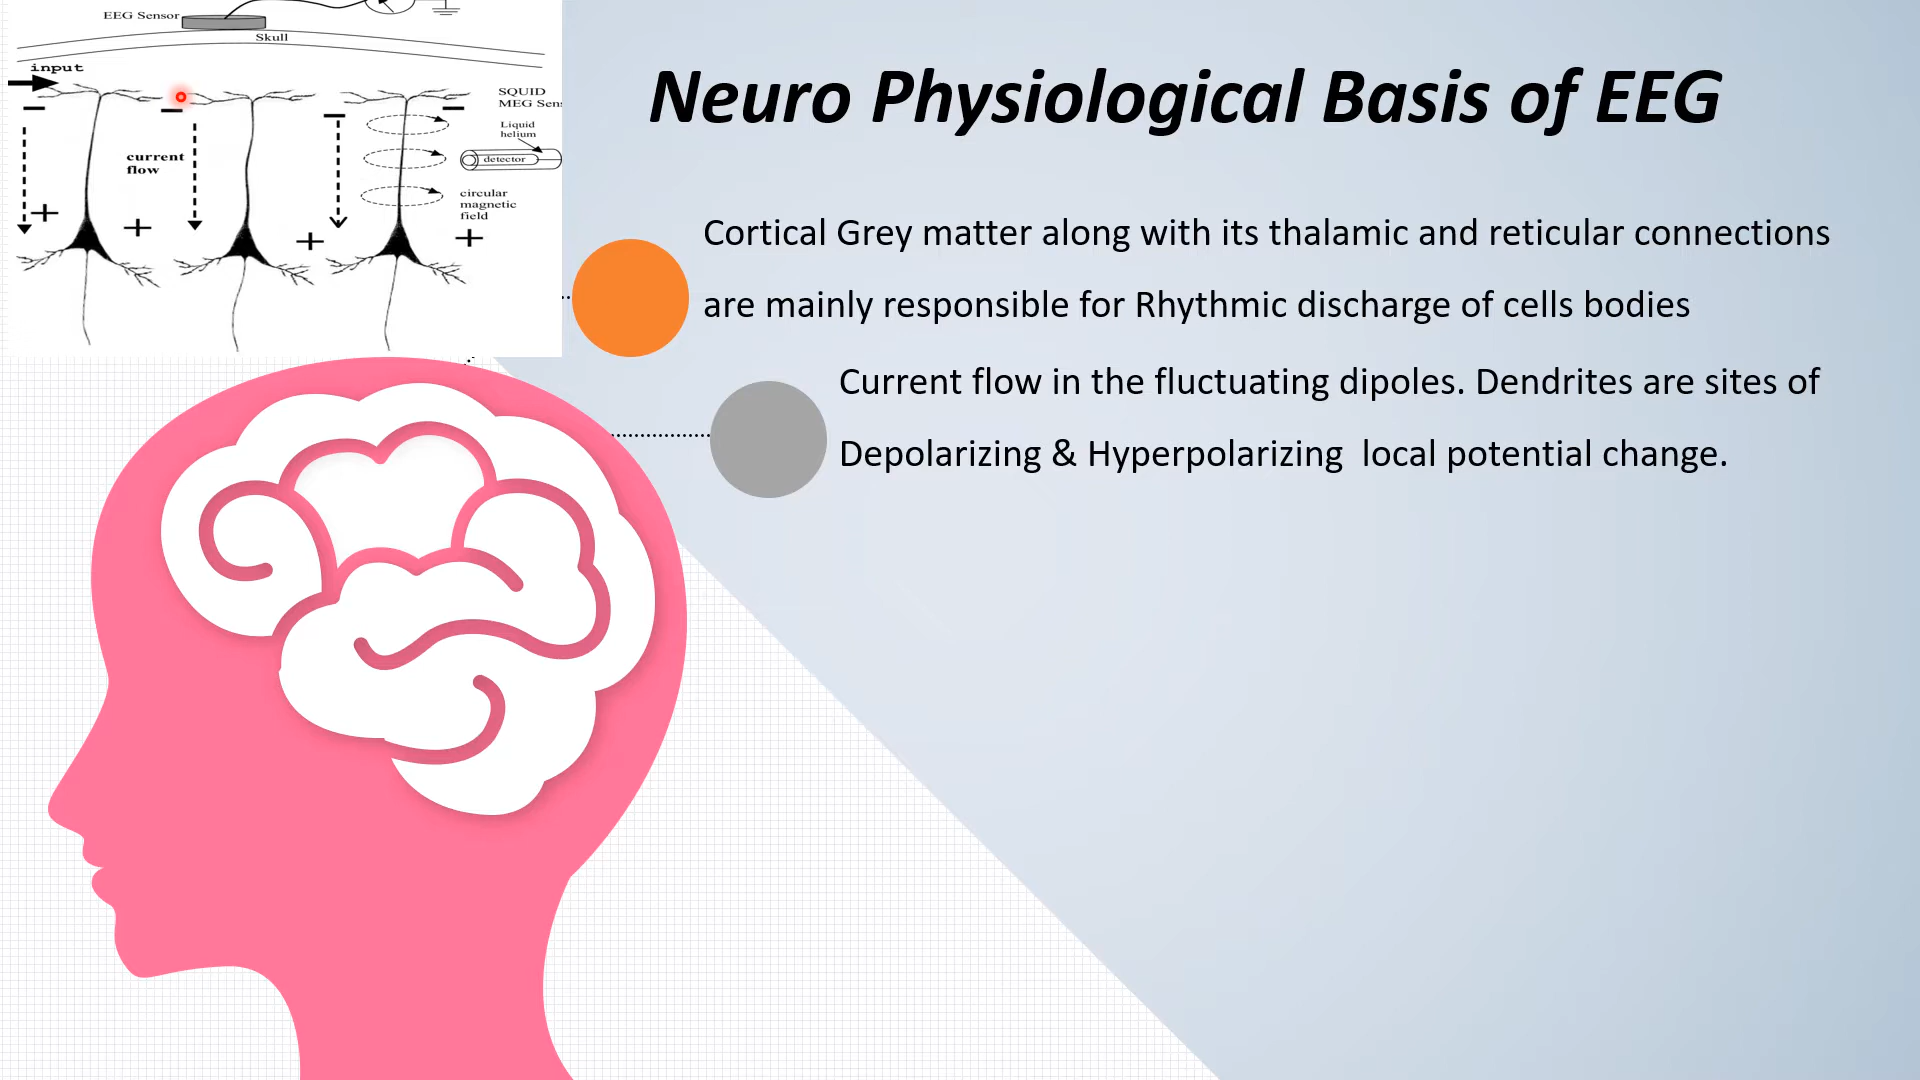 EEG Sensor
Skull
input
SQUID
MEG Sen
Liquid
helium
detector
current
flow
circular
magnetic
field
Neuro Physiological Basis of EEG
Cortical Grey matter along with its thalamic and reticular connections
are mainly responsible for Rhythmic discharge of cells bodies
Current flow in the fluctuating dipoles. Dendrites are sites of
Depolarizing & Hyperpolarizing local potential change.